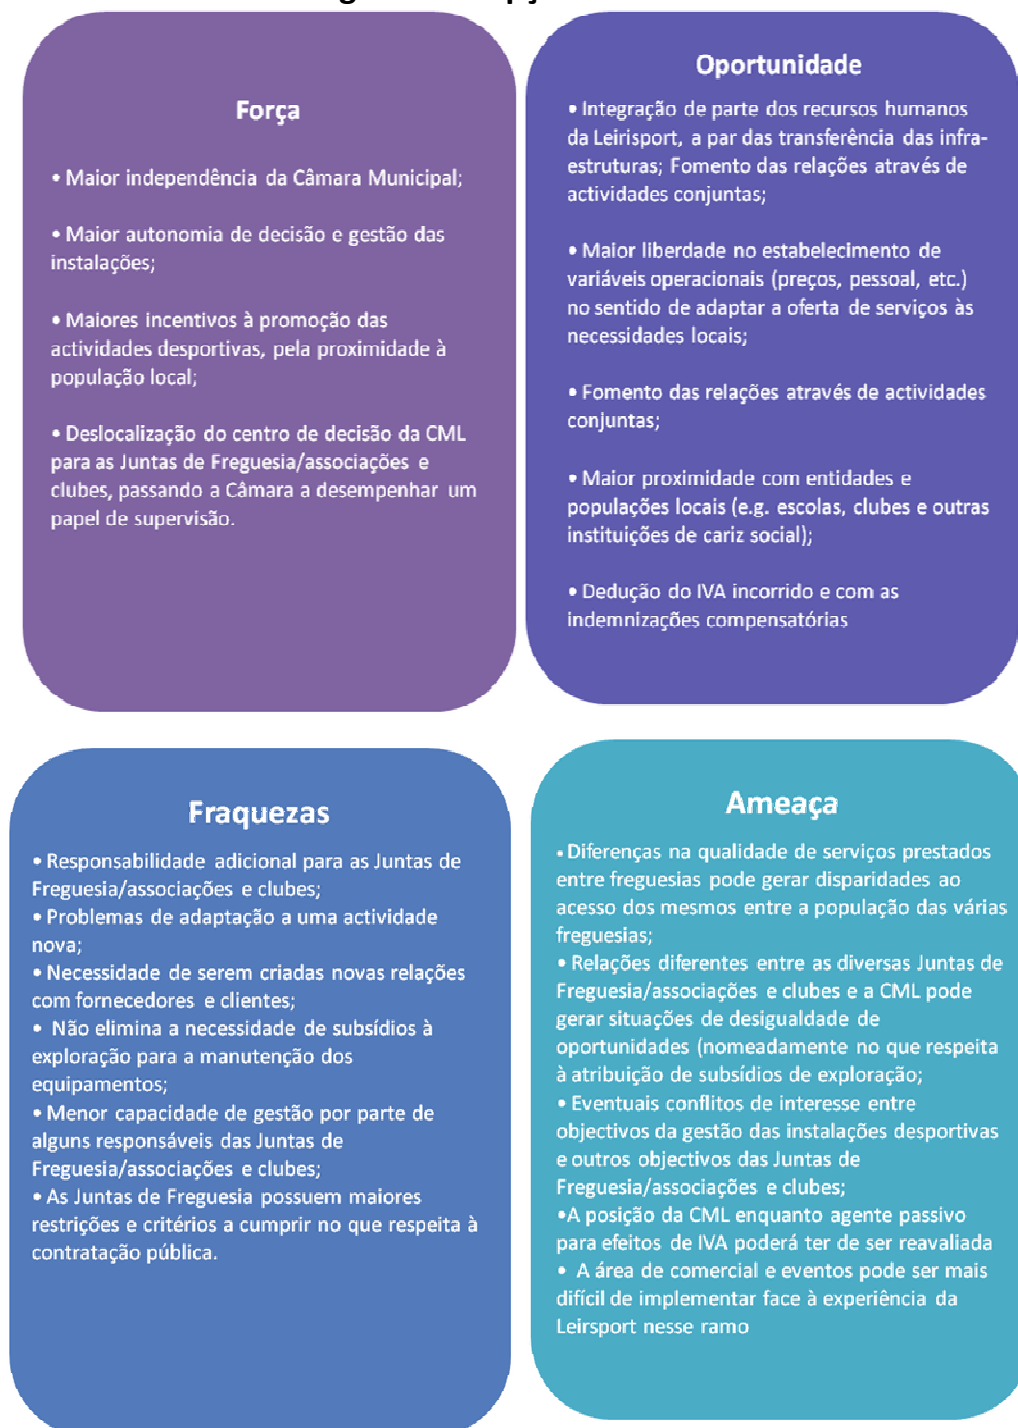 Força
• Maior independência da Câmara Municipal;
• Maior autonomia de decisão e gestão das
instalações;
• Maiores incentivos à promoção das
actividades desportivas, pela proximidade à
população local;
• Deslocalização do centro de decisão da CML
para as Juntas de Freguesia/associações e
clubes, passando a Câmara a desempenhar um
papel de supervisão.
Oportunidade
• Integração de parte dos recursos humanos
da Leirisport, a par das transferência das infra-
estruturas; Fomento das relações através de
actividades conjuntas;
• Maior liberdade no estabelecimento de
variáveis operacionais (preços, pessoal, etc.)
no sentido de adaptar a oferta de serviços às
necessidades locais;
• Fomento das relações através de actividades
conjuntas;
• Maior proximidade com entidades e
populações locais (e.g. escolas, clubes e outras
instituições de cariz social);
• Dedução do IVA incorrido e com as
indemnizações compensatórias
Fraquezas
• Responsabilidade adicional para as Juntas de
Freguesia/associações e clubes;
• Problemas de adaptação a uma actividade
nova;
• Necessidade de serem criadas novas relações
com fornecedores e clientes;
• Não elimina a necessidade de subsídios à
exploração para a manutenção dos
equipamentos;
• Menor capacidade de gestão por parte de
alguns responsáveis das Juntas de
Freguesia/associações e clubes;
• As Juntas de Freguesia possuem maiores
restrições e critérios a cumprir no que respeita à
contratação pública.
Ameaça
• Diferenças na qualidade de serviços prestados
entre freguesias pode gerar disparidades ao
acesso dos mesmos entre a população das várias
freguesias;
• Relações diferentes entre as diversas Juntas de
Freguesia/associações e clubes e a CML pode
gerar situações de desigualdade de
oportunidades (nomeadamente no que respeita
à atribuição de subsídios de exploração;
• Eventuais conflitos de interesse entre
objectivos da gestão das instalações desportivas
e outros objectivos das Juntas de
Freguesia/associações e clubes;
•A posição da CML enquanto agente passivo
para efeitos de IVA poderá ter de ser reavaliada
• A área de comercial e eventos pode ser mais
difícil de implementar face à experiência da
Leirsport nesse ramo